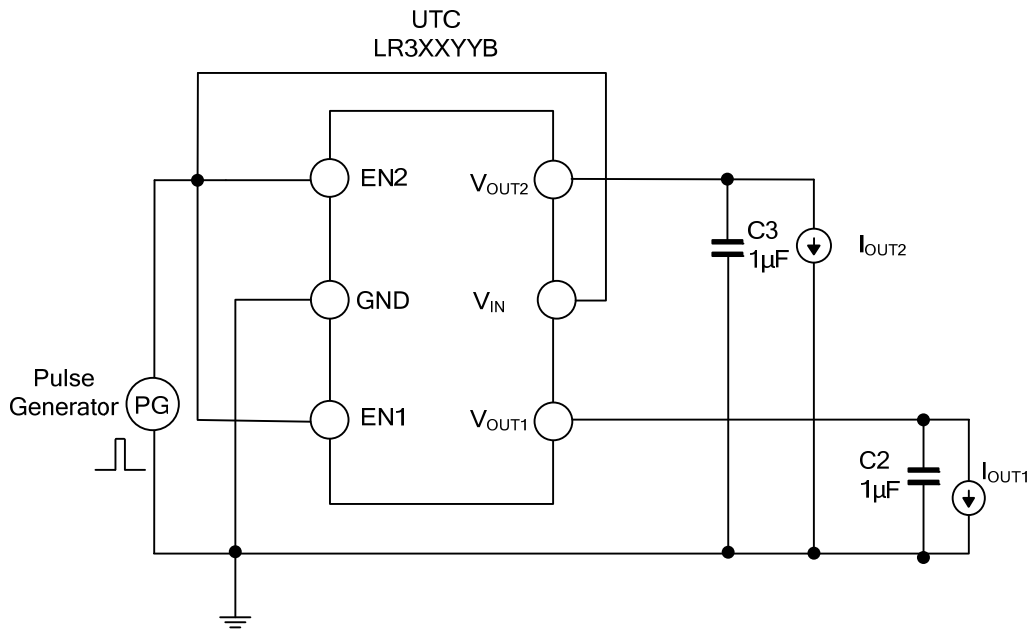 UTC
LR3XXYYB
EN2
VOUT2
C3
1µF
IOUT2
GND
VIN
Pulse
Generator
PG
EN1
VOUT1
C2
1µF
IOUT1